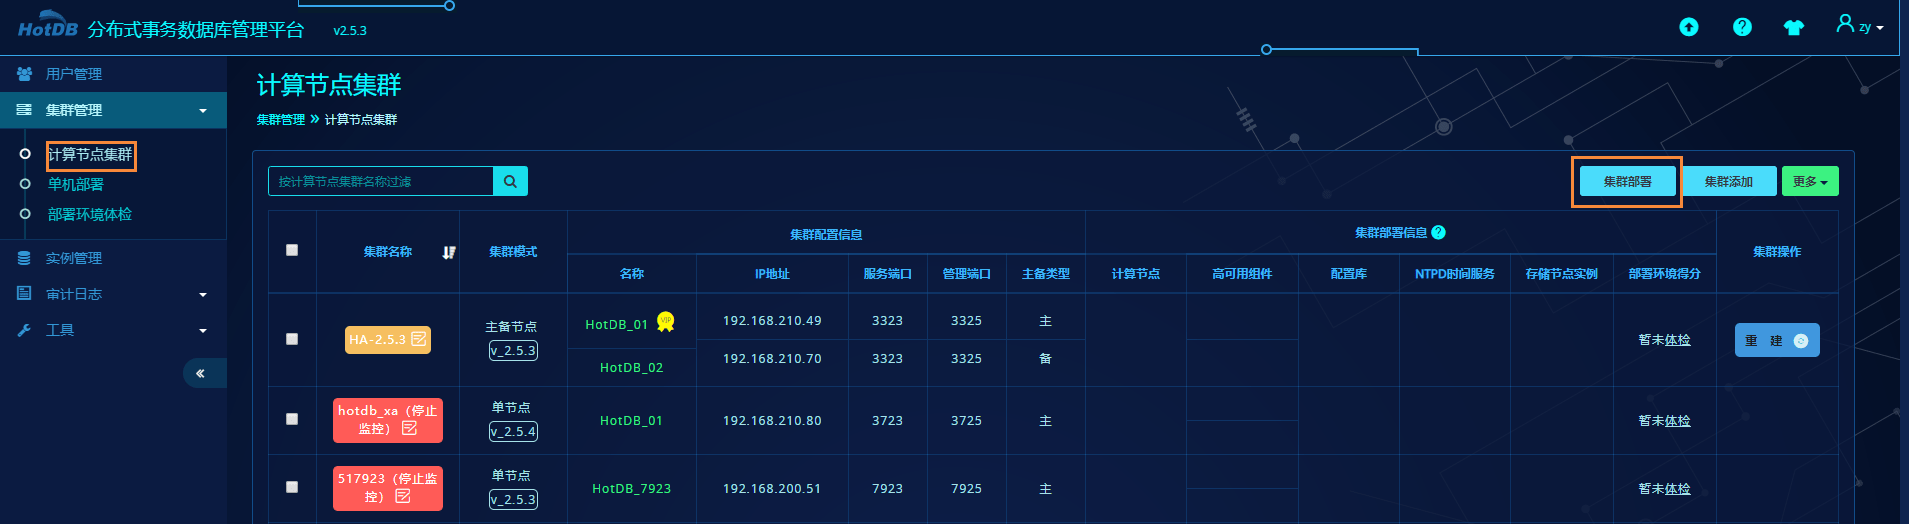 HotDB 分布式事务数据库管理平台 v2.5.3 zy
用户管理
集群管理
计算节点集群
单机部署
部署环境体检
实例管理
审计日志
工具
计算节点集群
集群管理 » 计算节点集群
按计算节点集群名称过滤
集群部署 集群添加 更多
集群名称 集群模式 集群配置信息 集群部署信息 集群操作
名称 IP地址 服务端口 管理端口 主备类型 计算节点 高可用组件 配置库 NTPD时间服务 存储节点实例 部署环境得分
HA-2.5.3 主备节点 v_2.5.3 HotDB_01 VIP 192.168.210.49 3323 3325 主 暂未体检 重 建
HotDB_02 192.168.210.70 3323 3325 备
hotdb_xa（停止
监控） 单节点 v_2.5.4 HotDB_01 192.168.210.80 3723 3725 主 暂未体检
517923（停止监
控） 单节点 v_2.5.3 HotDB_7923 192.168.200.51 7923 7925 主 暂未体检